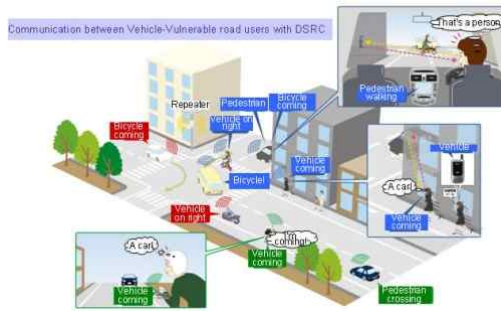 Communication between Vehicle-Vulnerable road users with DSRC
That's a person
Pedestrian
walking
Repeater
Bicycle
coming
Pedestrian
Bicycle
coming
Vehicle on
right
Vehicle
coming
Vehicle
Bicycle!
A car!
Vehicle
coming
Vehicle
on right
I'm
coming!
Vehicle
coming
A car!
Vehicle
coming
Pedestrian
crossing